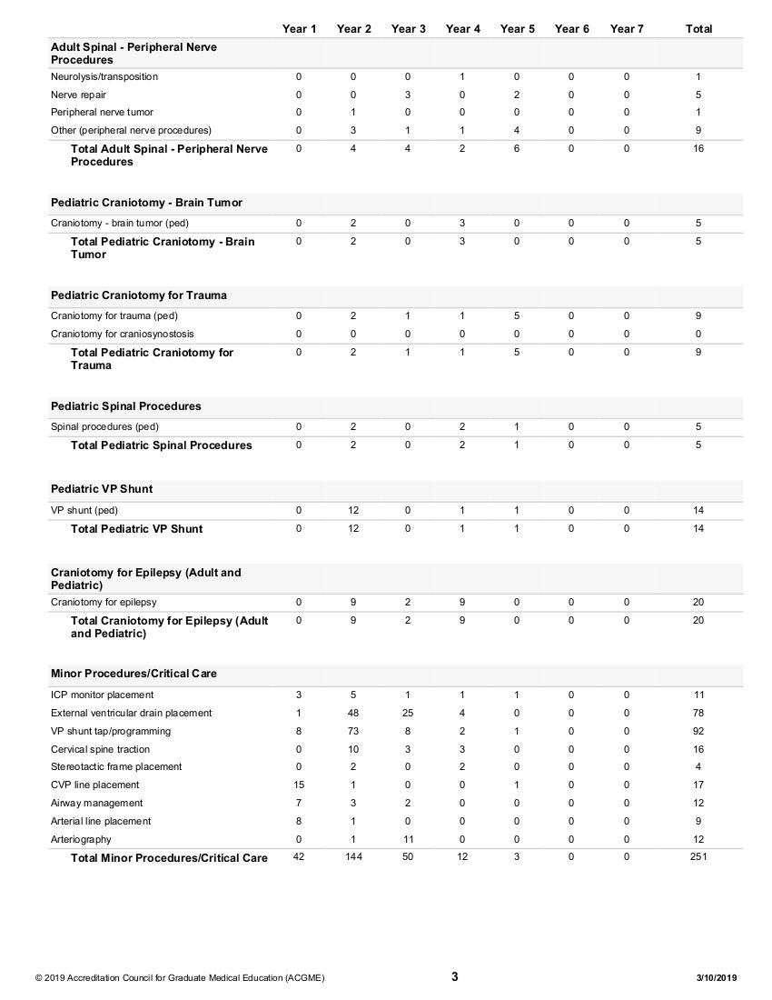 Year 1 Year 2 Year 3 Year 4 Year 5 Year 6 Year 7 Total
Adult Spinal - Peripheral Nerve
Procedures
Neurolysis/transposition 0 0 0 1 0 0 0 1
Nerve repair 0 0 3 0 2 0 0 5
Peripheral nerve tumor 0 1 0 0 0 0 0 1
Other (peripheral nerve procedures) 0 3 1 1 4 0 0 9
Total Adult Spinal - Peripheral Nerve 0 4 4 2 6 0 0 16
Procedures
Pediatric Craniotomy - Brain Tumor
Craniotomy - brain tumor (ped) 0 2 0 3 0 0 0 5
Total Pediatric Craniotomy - Brain 0 2 0 3 0 0 0 5
Tumor
Pediatric Craniotomy for Trauma
Craniotomy for trauma (ped) 0 2 1 1 5 0 0 9
Craniotomy for craniosynostosis 0 0 0 0 0 0 0 0
Total Pediatric Craniotomy for 0 2 1 1 5 0 0 9
Trauma
Pediatric Spinal Procedures
Spinal procedures (ped) 0 2 0 2 1 0 0 5
Total Pediatric Spinal Procedures 0 2 0 2 1 0 0 5
Pediatric VP Shunt
VP shunt (ped) 0 12 0 1 1 0 0 14
Total Pediatric VP Shunt 0 12 0 1 1 0 0 14
Craniotomy for Epilepsy (Adult and
Pediatric)
Craniotomy for epilepsy 0 9 2 9 0 0 0 20
Total Craniotomy for Epilepsy (Adult 0 9 2 9 0 0 0 20
and Pediatric)
Minor Procedures/Critical Care
ICP monitor placement 3 5 1 1 1 0 0 11
External ventricular drain placement 1 48 25 4 0 0 0 78
VP shunt tap/programming 8 73 8 2 1 0 0 92
Cervical spine traction 0 10 3 3 0 0 0 16
Stereotactic frame placement 0 2 0 2 0 0 0 4
CVP line placement 15 1 0 0 1 0 0 17
Airway management 7 3 2 0 0 0 0 12
Arterial line placement 8 1 0 0 0 0 0 9
Arteriography 0 1 11 0 0 0 0 12
Total Minor Procedures/Critical Care 42 144 50 12 3 0 0 251
© 2019 Accreditation Council for Graduate Medical Education (ACGME) 3 3/10/2019